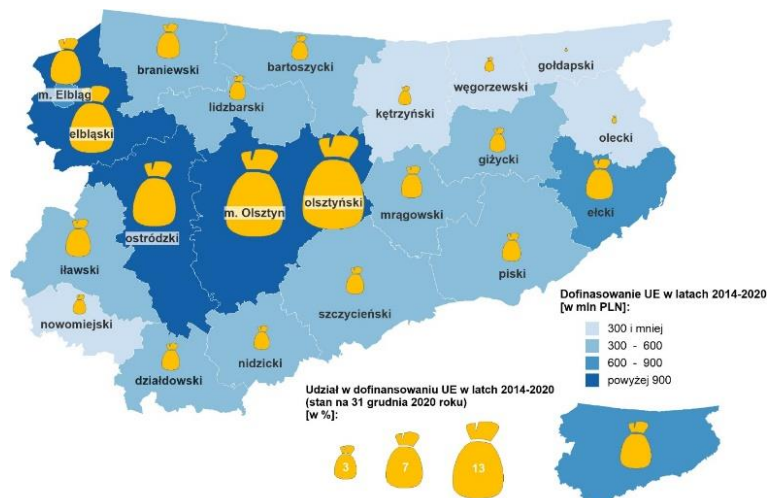 braniewski
bartoszycki
gołdapski
węgorzewski
m. Elbląg
lidzbarski
kętrzyński
elbląski
olecki
giżycki
olsztyński
m. Olsztyn
mrągowski
ełcki
ostródzki
iławski
piski
szczycieński
nowomiejski
nidzicki
działdowski
Dofinasowanie UE w latach 2014-2020
[w mln PLN]:
300 i mniej
300 - 600
600 - 900
powyżej 900
Udział w dofinansowaniu UE w latch 2014-2020
(stan na 31 grudnia 2020 roku)
[w %]:
3
7
13